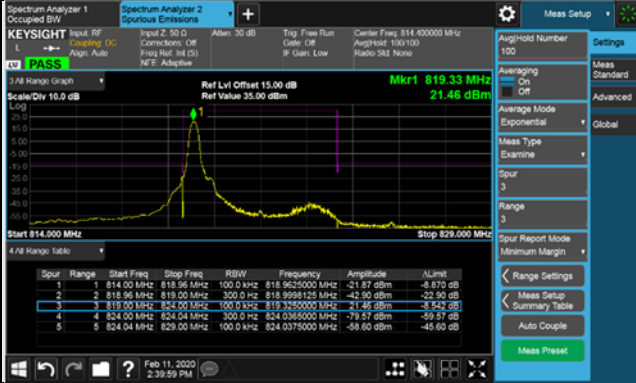 Spectrum Analyzer 1
Occupied BW
Spectrum Analyzer 2
Spurious Emissions
Meas Setup
KEYSIGHT
L
PASS
Input: RF
Coupling: DC
Align: Auto
Input Z: 50 Ω
Corrections: Off
Freq Ref: Int (S)
NFE: Adaptive
Atten: 30 dB
Trig: Free Run
Gate: Off
IF Gain: Low
Center Freq: 814.400000 MHz
Avg|Hold: 100/100
Radio Std: None
3 All Range Graph
Scale/Div 10.0 dB
Ref Lvl Offset 15.00 dB
Ref Value 35.00 dBm
Mkr1 819.33 MHz
21.46 dBm
Log
25.0
15.0
5.00
-5.00
-15.0
-25.0
-35.0
-45.0
-55.0
1
Start 814.000 MHz
Stop 829.000 MHz
4 All Range Table
Spur Range Start Freq Stop Freq RBW Frequency Amplitude ΔLimit
1 1 814.00 MHz 818.96 MHz 100.0 kHz 818.9625000 MHz -21.87 dBm -8.870 dB
2 2 818.96 MHz 819.00 MHz 300.0 Hz 818.9998125 MHz -42.90 dBm -22.90 dB
3 3 819.00 MHz 824.00 MHz 100.0 kHz 819.3250000 MHz 21.46 dBm -8.542 dB
4 4 824.00 MHz 824.04 MHz 300.0 Hz 824.0365000 MHz -79.57 dBm -59.57 dB
5 5 824.04 MHz 829.00 MHz 100.0 kHz 824.0375000 MHz -58.60 dBm -45.60 dB
Feb 11, 2020
2:39:59 PM
Avg|Hold Number
100
Averaging
On
Off
Average Mode
Exponential
Meas Type
Examine
Spur
3
Range
3
Spur Report Mode
Minimum Margin
Range Settings
Meas Setup
Summary Table
Auto Couple
Meas Preset
Settings
Meas
Standard
Advanced
Global